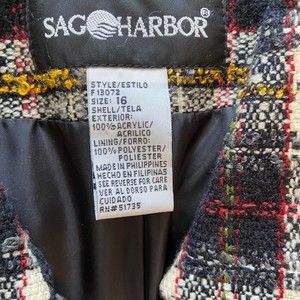 SAG HARBOR®
STYLE/ESTILO
F13072
SIZE: 16
SHELL/TELA
EXTERIOR:
100% ACRYLIC/
ACRILICO
LINING/FORRO:
100% POLYESTER/
POLIESTER
MADE IN PHILIPPINES
HECHO EN FILIPINAS
SEE REVERSE FOR CARE
VER AL DORSO PARA
CUIDADO
RN#51735